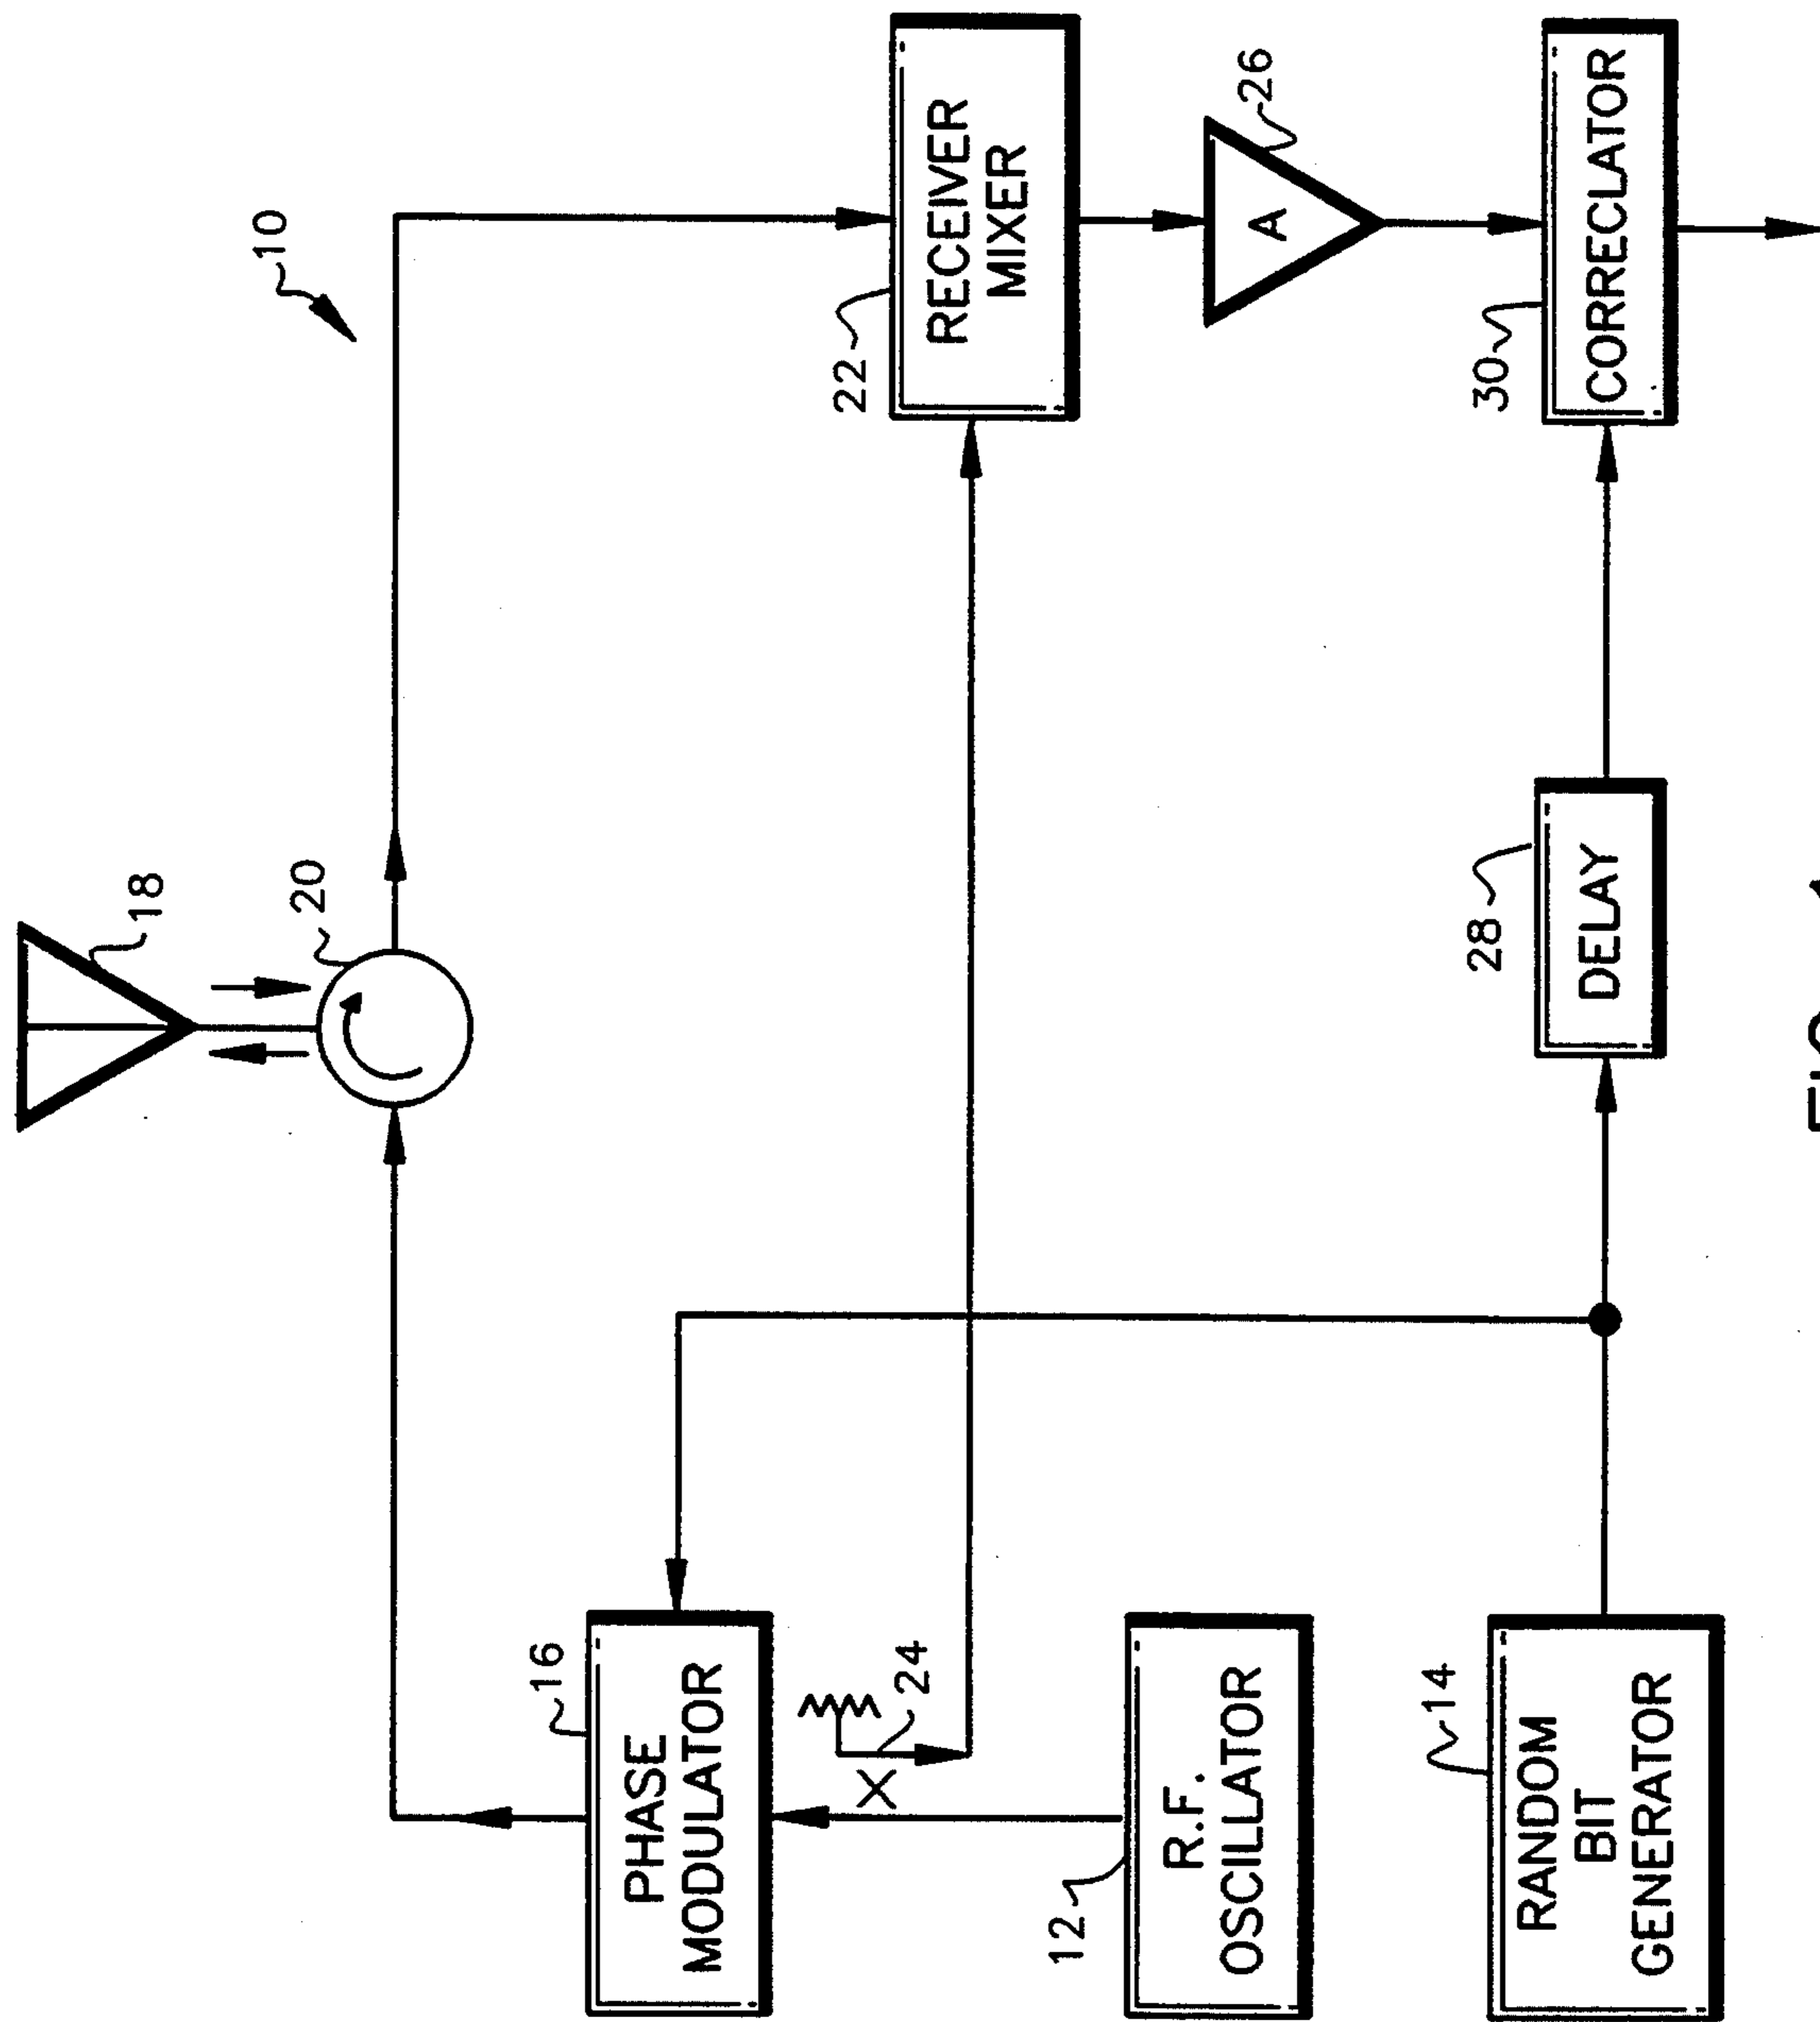 18
10
20
16
PHASE
MODULATOR
24
X
22
RECEIVER
MIXER
12
R.F.
OSCILLATOR
26
A
14
RANDOM
BIT
GENERATOR
28
DELAY
30
CORRECLATOR